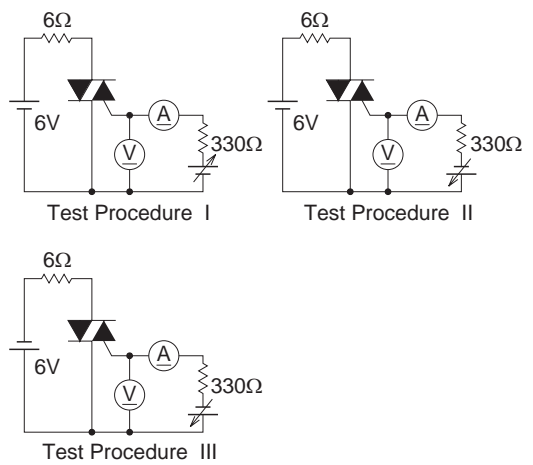 6Ω
6V
A
V
330Ω
Test Procedure I
6Ω
6V
A
V
330Ω
Test Procedure II
6Ω
6V
A
V
330Ω
Test Procedure III